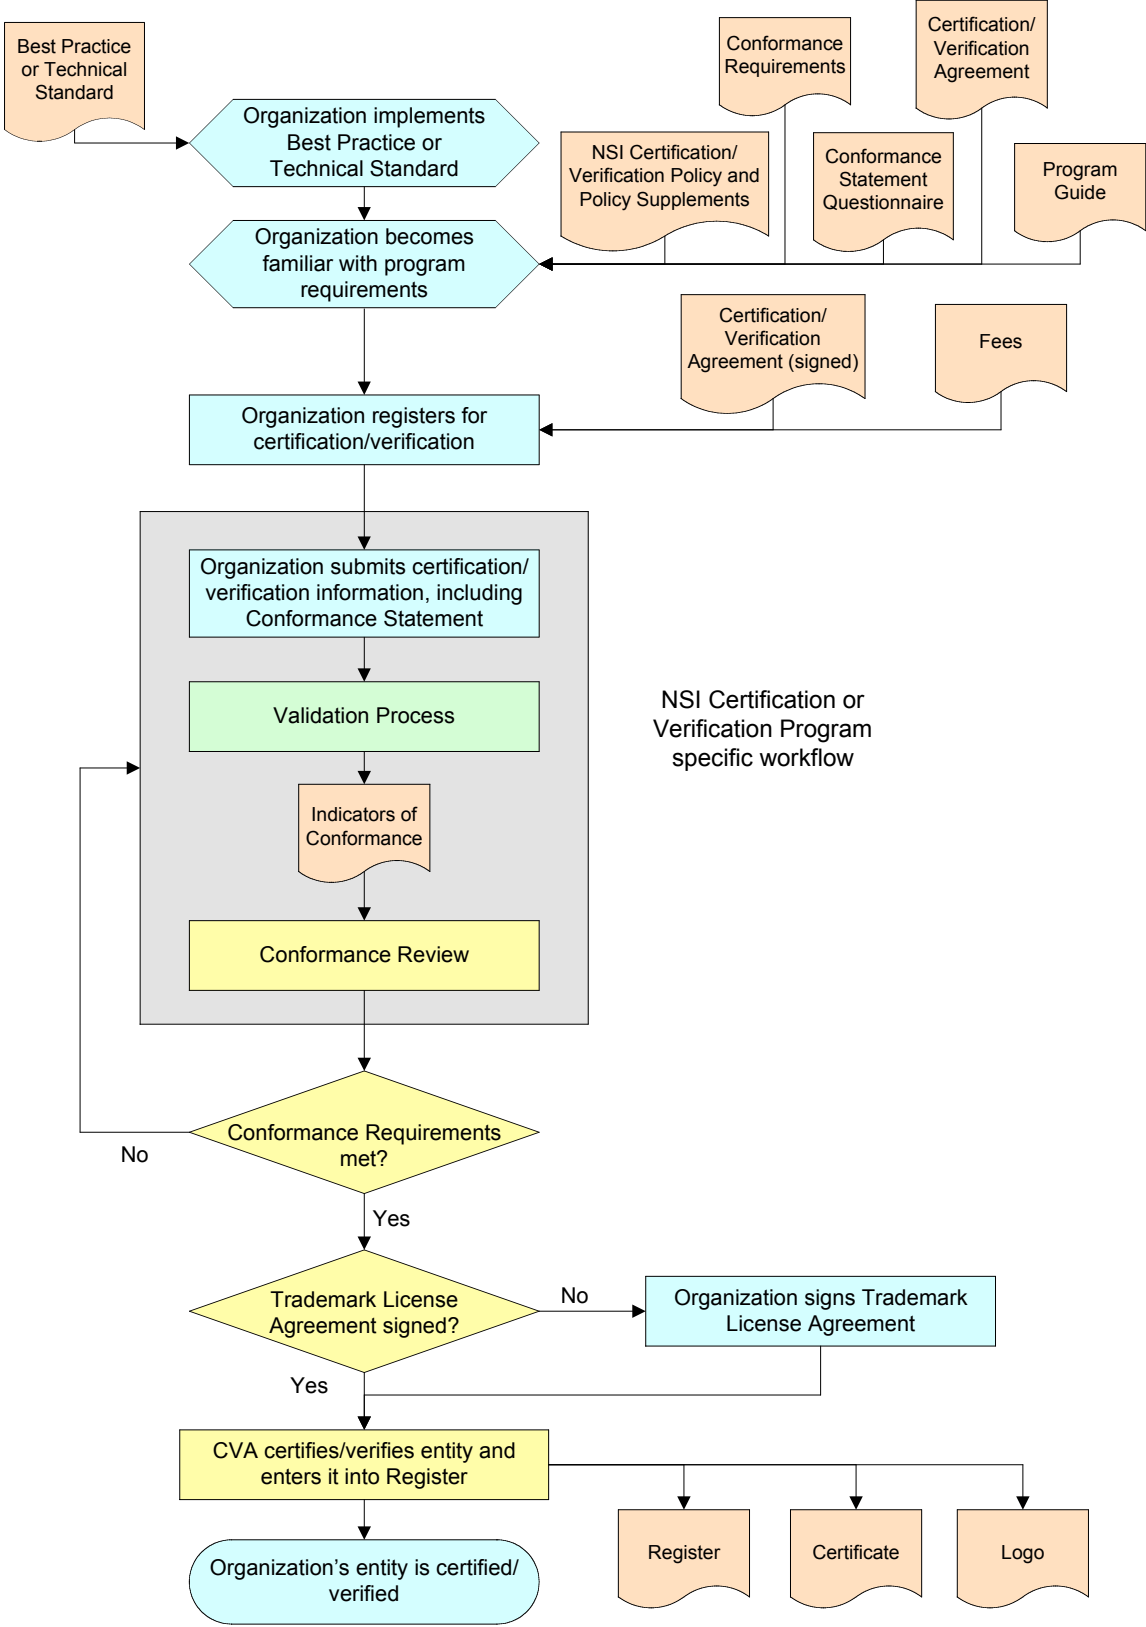 Best Practice
or Technical
Standard
Conformance
Requirements
Certification/
Verification
Agreement
Organization implements
Best Practice or
Technical Standard
NSI Certification/
Verification Policy and
Policy Supplements
Conformance
Statement
Questionnaire
Program
Guide
Organization becomes
familiar with program
requirements
Certification/
Verification
Agreement (signed)
Fees
Organization registers for
certification/verification
Organization submits certification/
verification information, including
Conformance Statement
Validation Process
NSI Certification or
Verification Program
specific workflow
Indicators of
Conformance
Conformance Review
Conformance Requirements
met?
No
Yes
Trademark License
Agreement signed?
No
Organization signs Trademark
License Agreement
Yes
CVA certifies/verifies entity and
enters it into Register
Register
Certificate
Logo
Organization’s entity is certified/
verified